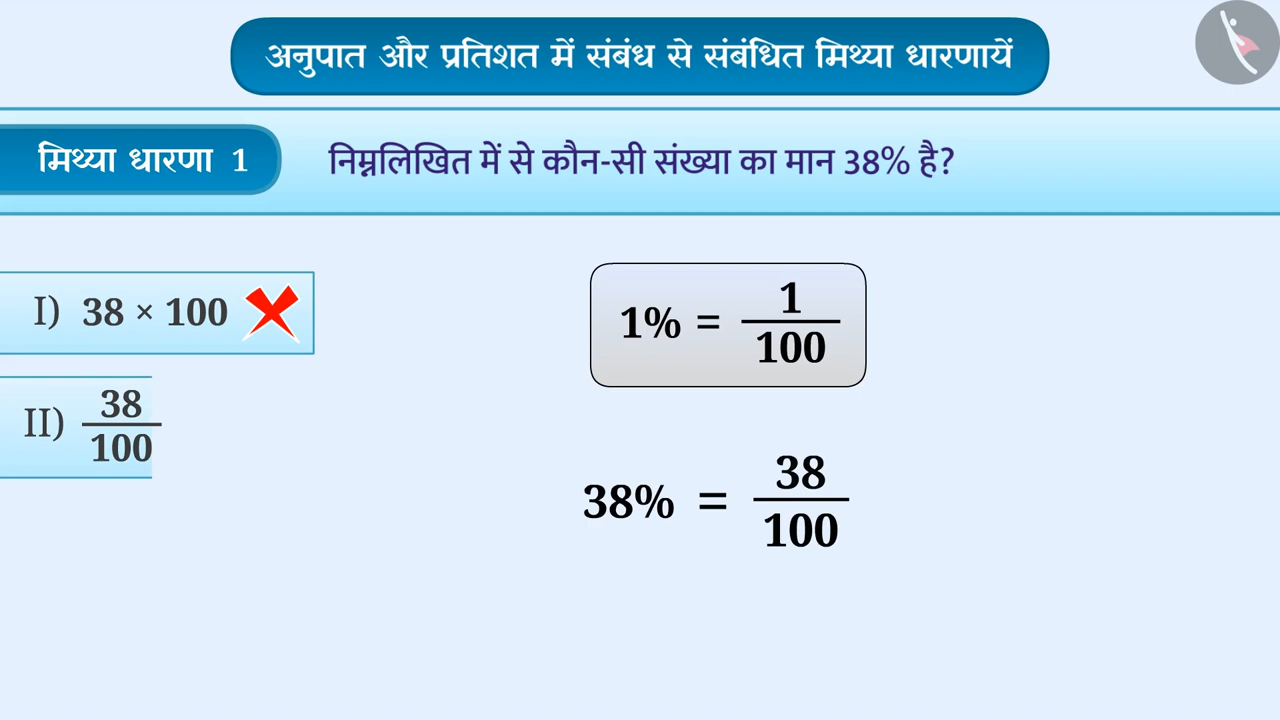 अनुपात और प्रतिशत में संबंध से संबंधित मिथ्या धारणायें
मिथ्या धारणा 1
निम्नलिखित में से कौन-सी संख्या का मान 38% है?
I) 38 × 100
II) 38/100
1% = 1/100
38% = 38/100